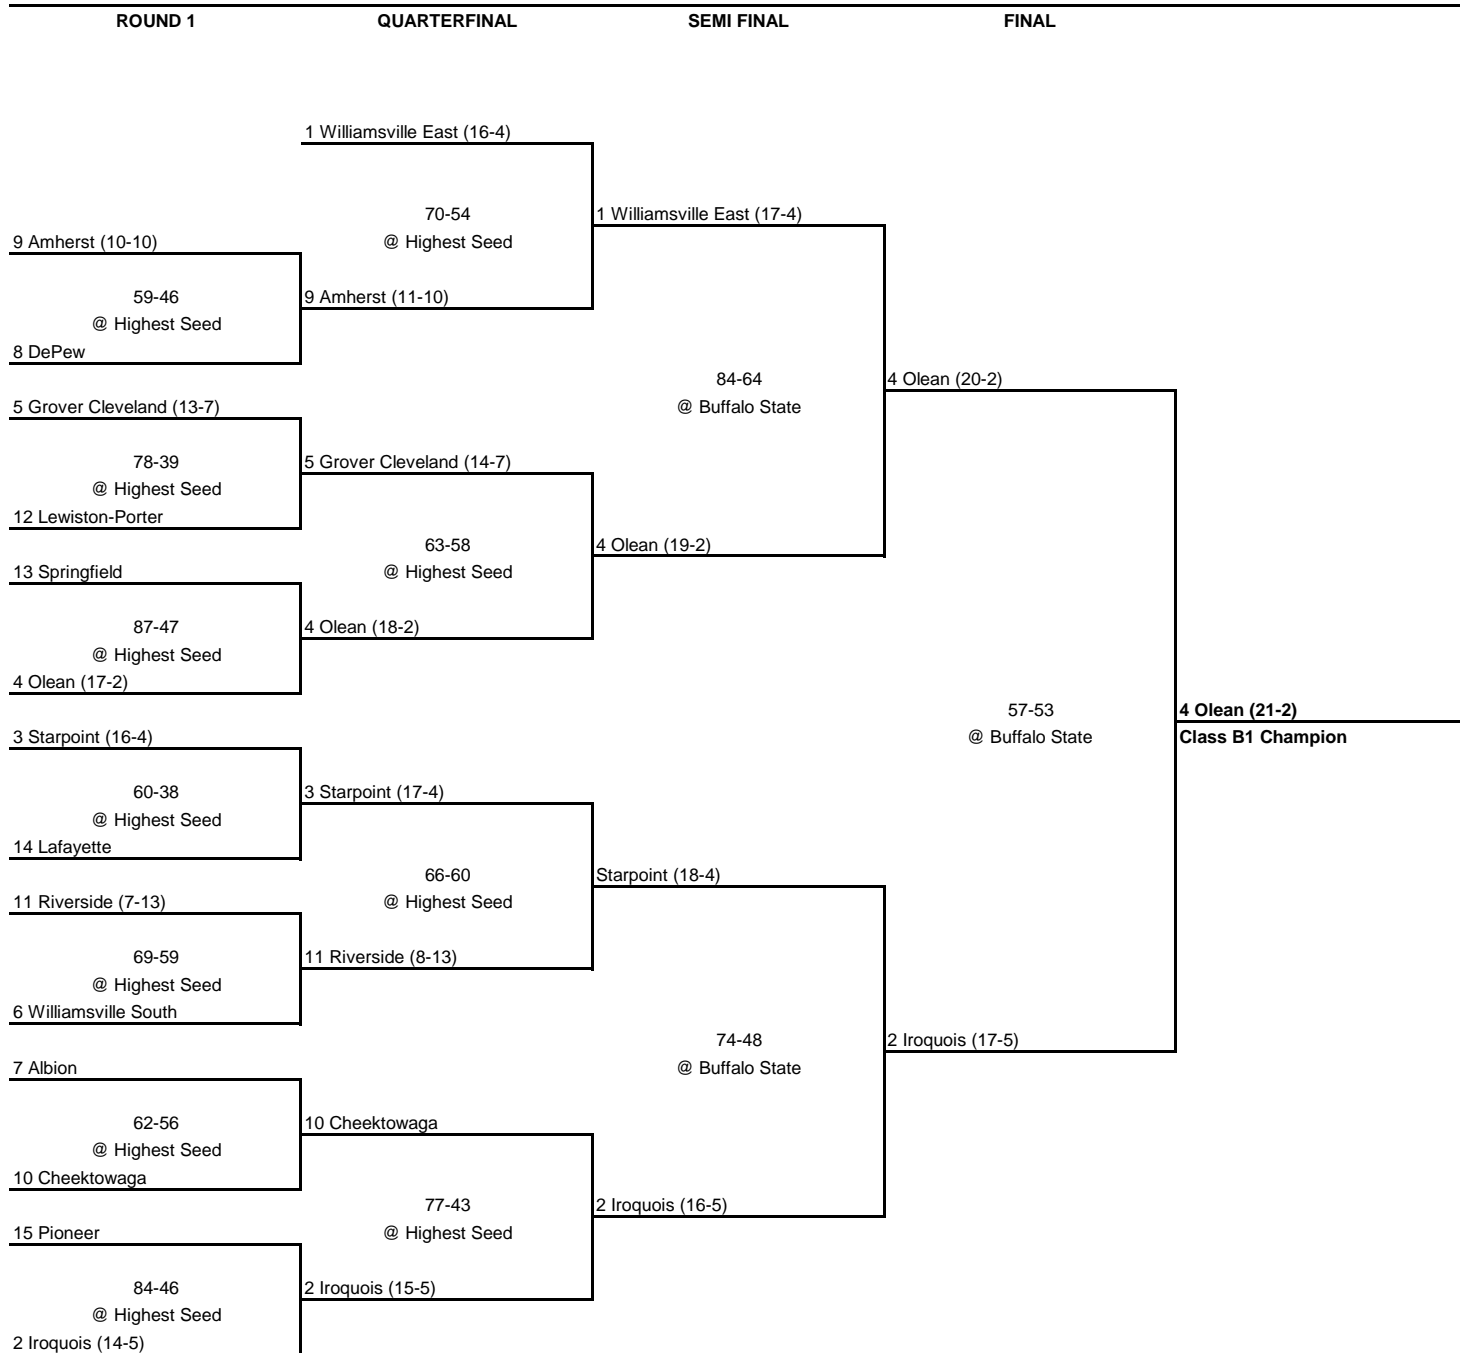 ROUND 1 QUARTERFINAL SEMI FINAL FINAL
1 Williamsville East (16-4)
70-54 1 Williamsville East (17-4)
9 Amherst (10-10) @ Highest Seed
59-46 9 Amherst (11-10)
@ Highest Seed
8 DePew
84-64 4 Olean (20-2)
5 Grover Cleveland (13-7) @ Buffalo State
78-39 5 Grover Cleveland (14-7)
@ Highest Seed
12 Lewiston-Porter
63-58 4 Olean (19-2)
13 Springfield @ Highest Seed
87-47 4 Olean (18-2)
@ Highest Seed
4 Olean (17-2)
57-53 4 Olean (21-2)
3 Starpoint (16-4) @ Buffalo State Class B1 Champion
60-38 3 Starpoint (17-4)
@ Highest Seed
14 Lafayette
66-60 Starpoint (18-4)
11 Riverside (7-13) @ Highest Seed
69-59 11 Riverside (8-13)
@ Highest Seed
6 Williamsville South
74-48 2 Iroquois (17-5)
7 Albion @ Buffalo State
62-56 10 Cheektowaga
@ Highest Seed
10 Cheektowaga
77-43 2 Iroquois (16-5)
15 Pioneer @ Highest Seed
84-46 2 Iroquois (15-5)
@ Highest Seed
2 Iroquois (14-5)